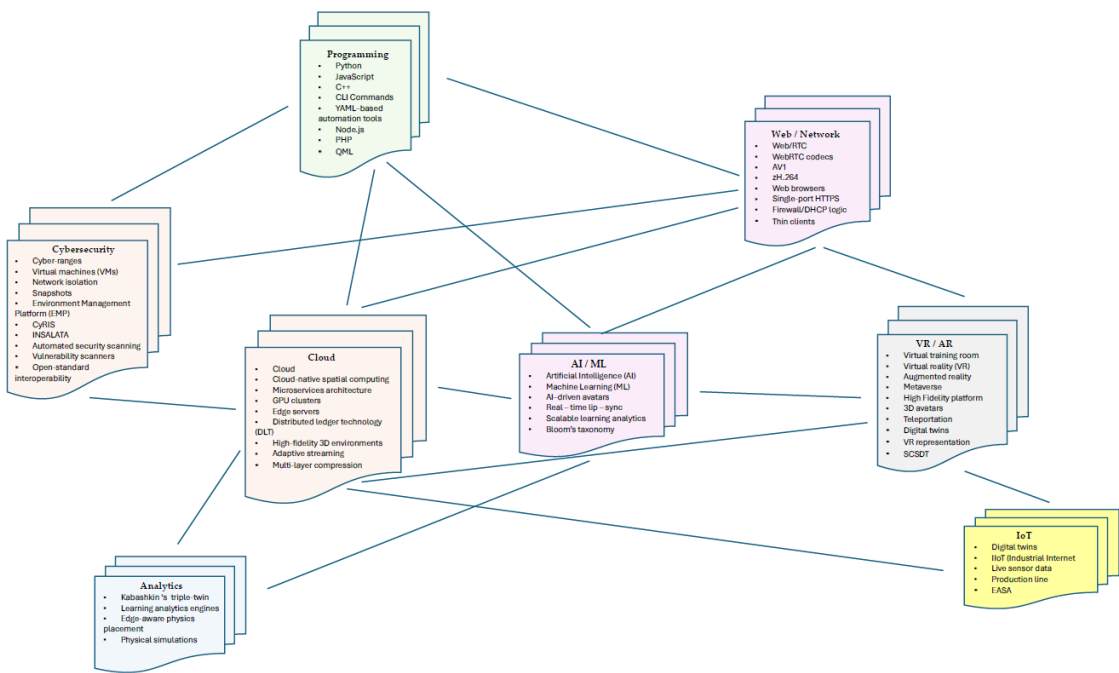 Programming
Python
JavaScript
C++
CLI Commands
YAML-based
automation tools
Node.js
PHP
QML
Web / Network
Web/RTC
WebRTC codecs
AV1
zH.264
Web browsers
Single-port HTTPS
Firewall/DHCP logic
Thin clients
Cybersecurity
Cyber-ranges
Virtual machines (VMs)
Network isolation
Snapshots
Environment Management
Platform (EMP)
CyRIS
INSALATA
Automated security scanning
Vulnerability scanners
Open-standard
interoperability
Cloud
Cloud
Cloud-native spatial computing
Microservices architecture
GPU clusters
Edge servers
Distributed ledger technology
(DLT)
High-fidelity 3D environments
Adaptive streaming
Multi-layer compression
AI / ML
Artificial Intelligence (AI)
Machine Learning (ML)
AI-driven avatars
Real – time lip – sync
Scalable learning analytics
Bloom's taxonomy
VR / AR
Virtual training room
Virtual reality (VR)
Augmented reality
Metaverse
High Fidelity platform
3D avatars
Teleportation
Digital twins
VR representation
SCSDT
IoT
Digital twins
IIoT (Industrial Internet
Live sensor data
Production line
EASA
Analytics
Kabashkin 's triple-twin
Learning analytics engines
Edge-aware physics
placement
Physical simulations